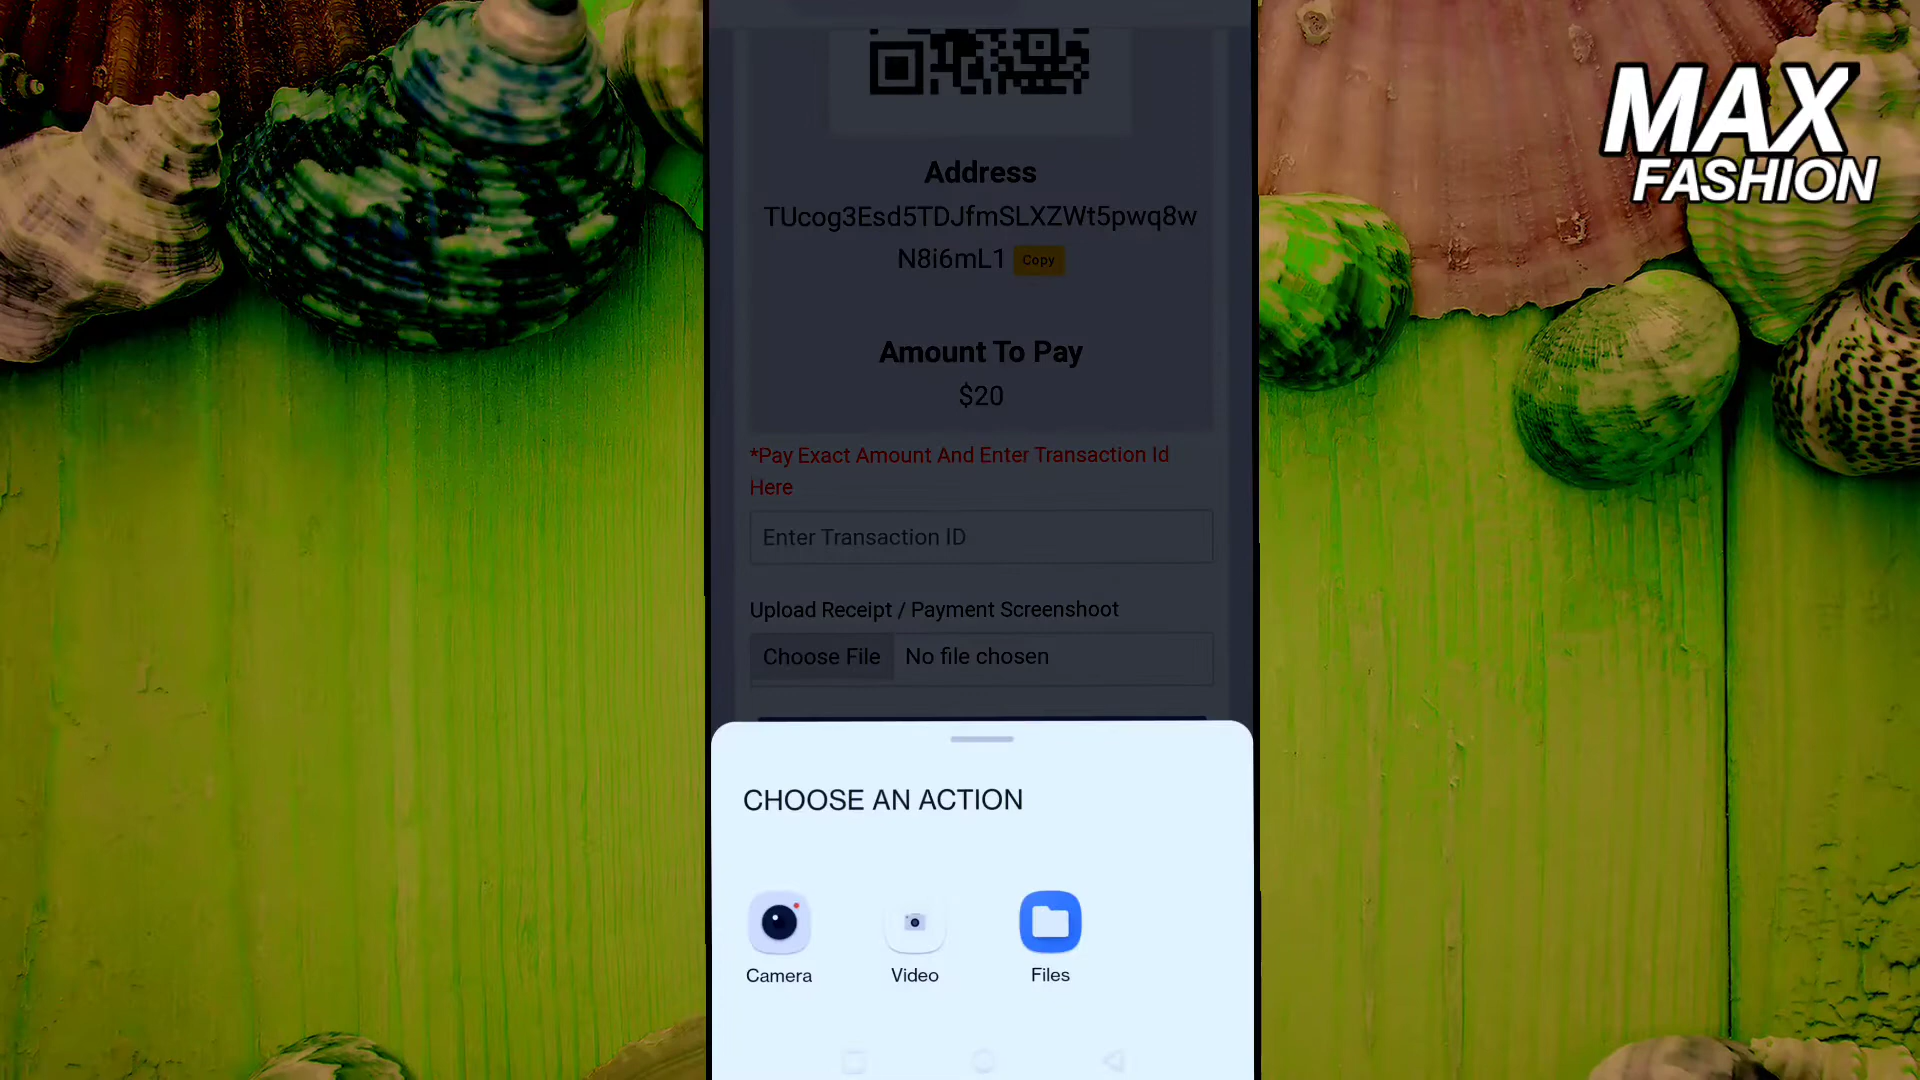 MAX
FASHION
Address
TUcog3Esd5TDJfmSLXZWt5pwq8w
N8i6mL1 Copy
Amount To Pay
$20
*Pay Exact Amount And Enter Transaction Id
Here
Enter Transaction ID
Upload Receipt / Payment Screenshoot
Choose File No file chosen
CHOOSE AN ACTION
Camera Video Files